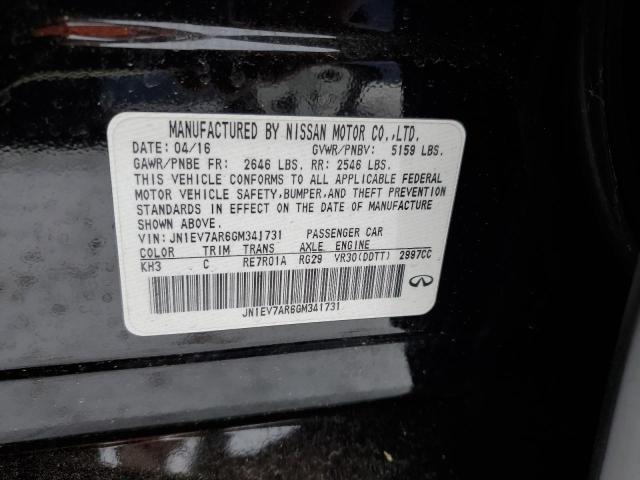 MANUFACTURED BY NISSAN MOTOR CO.,LTD.
DATE: 04/16 GVWR/PNBV: 5159 LBS.
GAWR/PNBE FR: 2646 LBS. RR: 2546 LBS.
THIS VEHICLE CONFORMS TO ALL APPLICABLE FEDERAL
MOTOR VEHICLE SAFETY,BUMPER,AND THEFT PREVENTION
STANDARDS IN EFFECT ON THE DATE OF MANUFACTURE
SHOWN ABOVE.
VIN: JN1EV7AR6GM341731 PASSENGER CAR
COLOR TRIM TRANS AXLE ENGINE
KH3 C RE7R01A RG29 VR30(DDTT) 2997CC
JN1EV7AR6GM341731